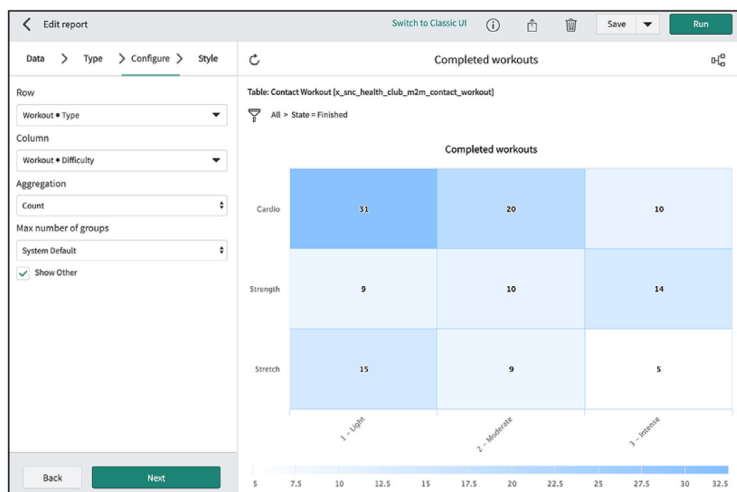 Edit report
Switch to Classic UI
Save
Run
Data
Type
Configure
Style
Completed workouts
Row
Workout • Type
Column
Workout • Difficulty
Aggregation
Count
Max number of groups
System Default
Show Other
Back
Next
Table: Contact Workout [x_snc_health_club_m2m_contact_workout]
All > State = Finished
Completed workouts
Cardio 31 20 10
Strength 9 10 14
Stretch 15 9 5
1 - Light 2 - Moderate 3 - Intense
5 7.5 10 12.5 15 17.5 20 22.5 25 27.5 30 32.5